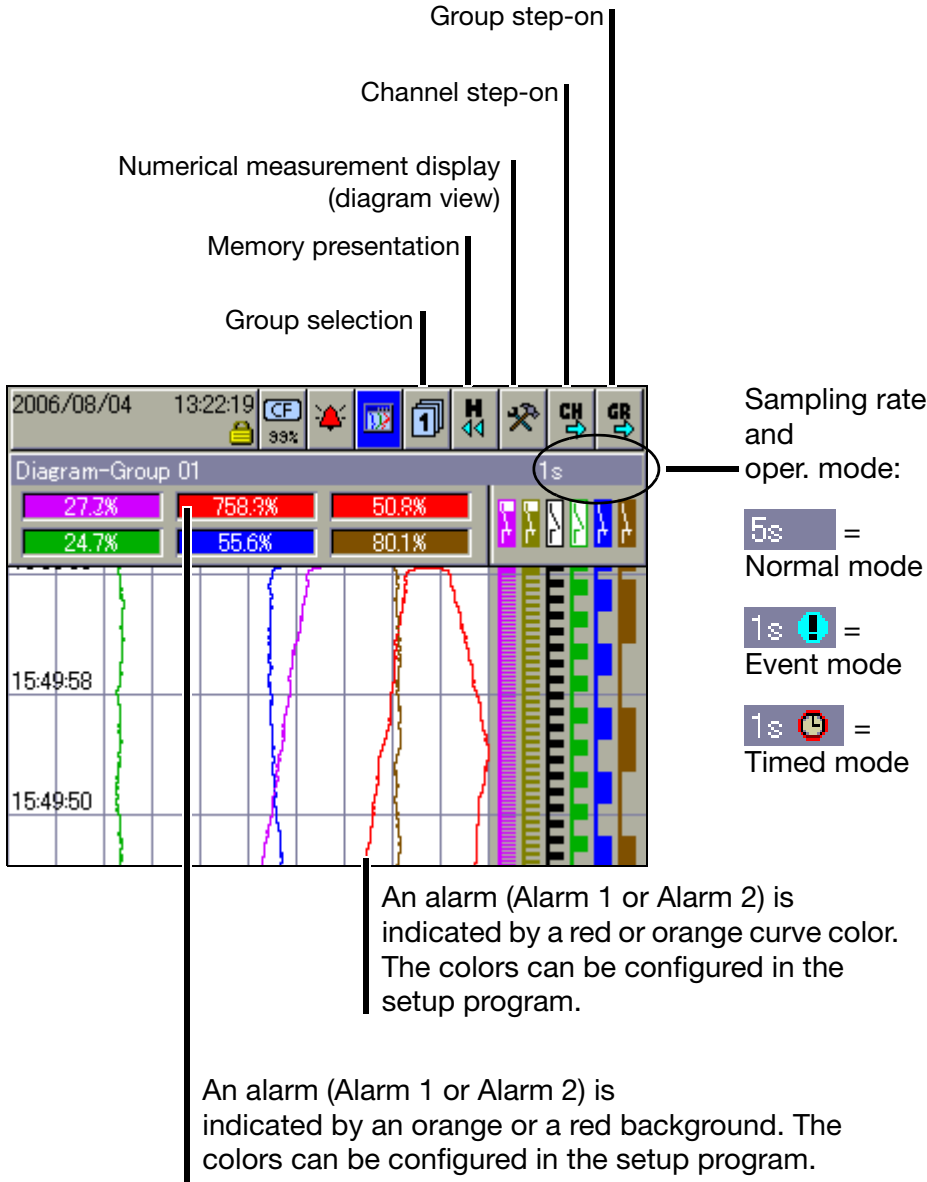 Group step-on
Channel step-on
Numerical measurement display
(diagram view)
Memory presentation
Group selection
2006/08/04 13:22:19 CF 99% 1 H CH GR
Diagram-Group 01 1s
27.7% 758.3% 50.8%
24.7% 55.6% 80.1%
15:49:58
15:49:50
Sampling rate
and
oper. mode:
5s =
Normal mode
1s ! =
Event mode
1s =
Timed mode
An alarm (Alarm 1 or Alarm 2) is
indicated by a red or orange curve color.
The colors can be configured in the
setup program.
An alarm (Alarm 1 or Alarm 2) is
indicated by an orange or a red background. The
colors can be configured in the setup program.